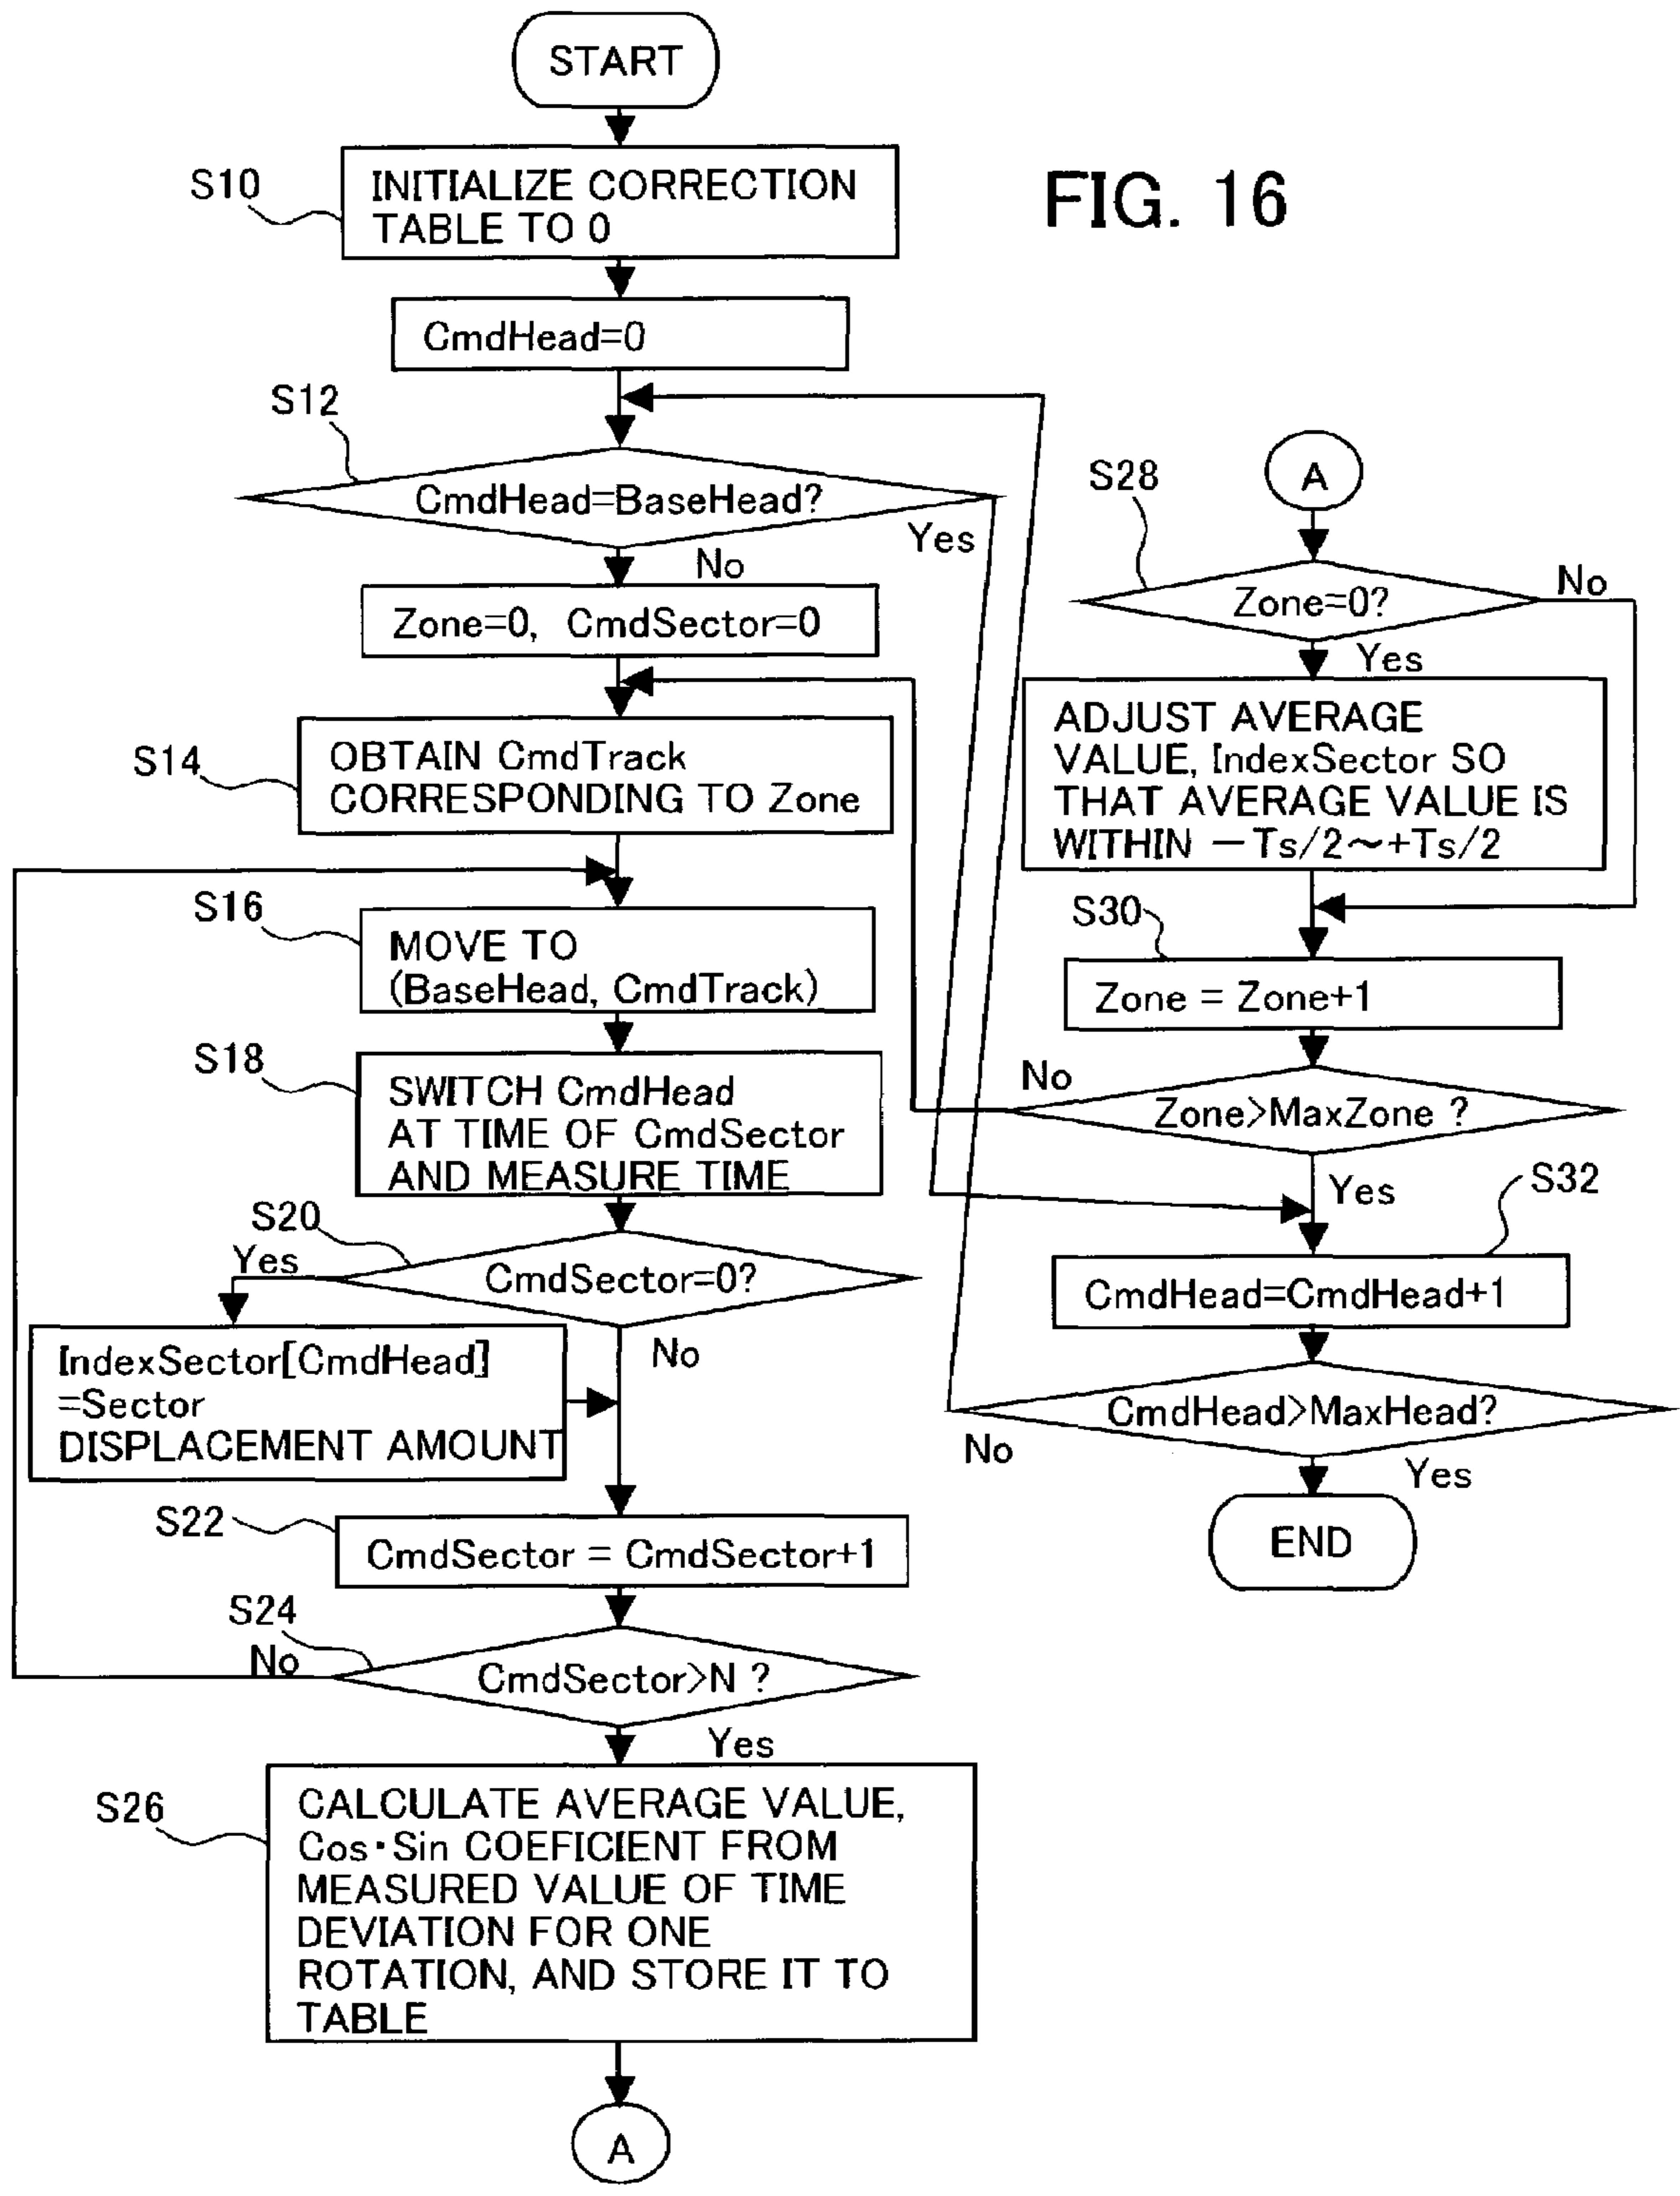 START
FIG. 16
S10
INITIALIZE CORRECTION
TABLE TO 0
CmdHead=0
S12
CmdHead=BaseHead?
Yes
No
Zone=0, CmdSector=0
S14
OBTAIN CmdTrack
CORRESPONDING TO Zone
S16
MOVE TO
(BaseHead, CmdTrack)
S18
SWITCH CmdHead
AT TIME OF CmdSector
AND MEASURE TIME
S20
Yes
CmdSector=0?
No
IndexSector[CmdHead]
=Sector
DISPLACEMENT AMOUNT
S22
CmdSector = CmdSector+1
S24
No
CmdSector>N ?
Yes
S26
CALCULATE AVERAGE VALUE,
Cos・Sin COEFICIENT FROM
MEASURED VALUE OF TIME
DEVIATION FOR ONE
ROTATION, AND STORE IT TO
TABLE
A
A
S28
Zone=0?
No
Yes
ADJUST AVERAGE
VALUE, IndexSector SO
THAT AVERAGE VALUE IS
WITHIN －Ts/2～+Ts/2
S30
Zone = Zone+1
No
Zone>MaxZone ?
Yes
S32
CmdHead=CmdHead+1
CmdHead>MaxHead?
No
Yes
END